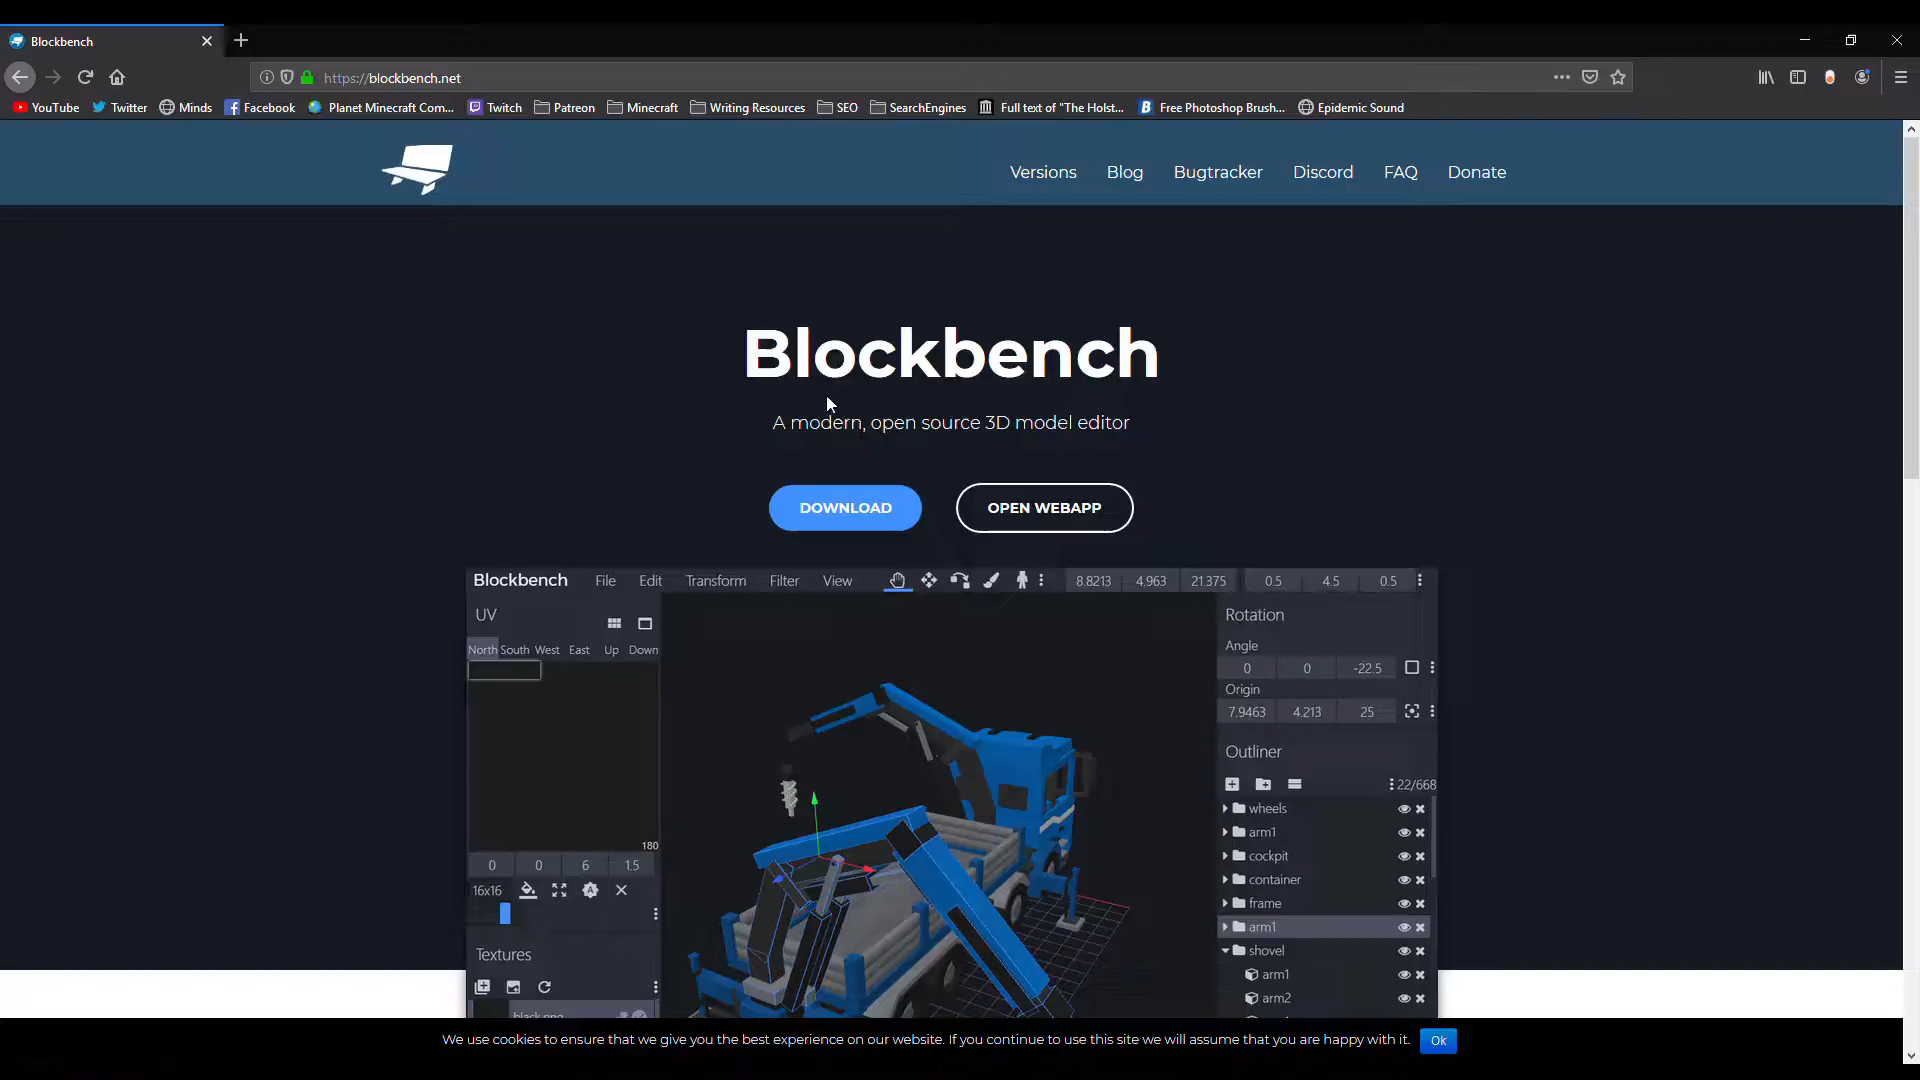 Blockbench
https://blockbench.net
YouTube Twitter Minds Facebook Planet Minecraft Com... Twitch Patreon Minecraft Writing Resources SEO SearchEngines Full text of "The Holst... Free Photoshop Brush... Epidemic Sound
Versions Blog Bugtracker Discord FAQ Donate
Blockbench
A modern, open source 3D model editor
DOWNLOAD OPEN WEBAPP
Blockbench File Edit Transform Filter View 8.8213 4.963 21.375 0.5 4.5 0.5
UV
North South West East Up Down
180
0 0 6 1.5
16x16
Textures
black.png
Rotation
Angle
0 0 -22.5
Origin
7.9463 4.213 25
Outliner
22/668
wheels
arm1
cockpit
container
frame
arm1
shovel
arm1
arm2
We use cookies to ensure that we give you the best experience on our website. If you continue to use this site we will assume that you are happy with it. Ok